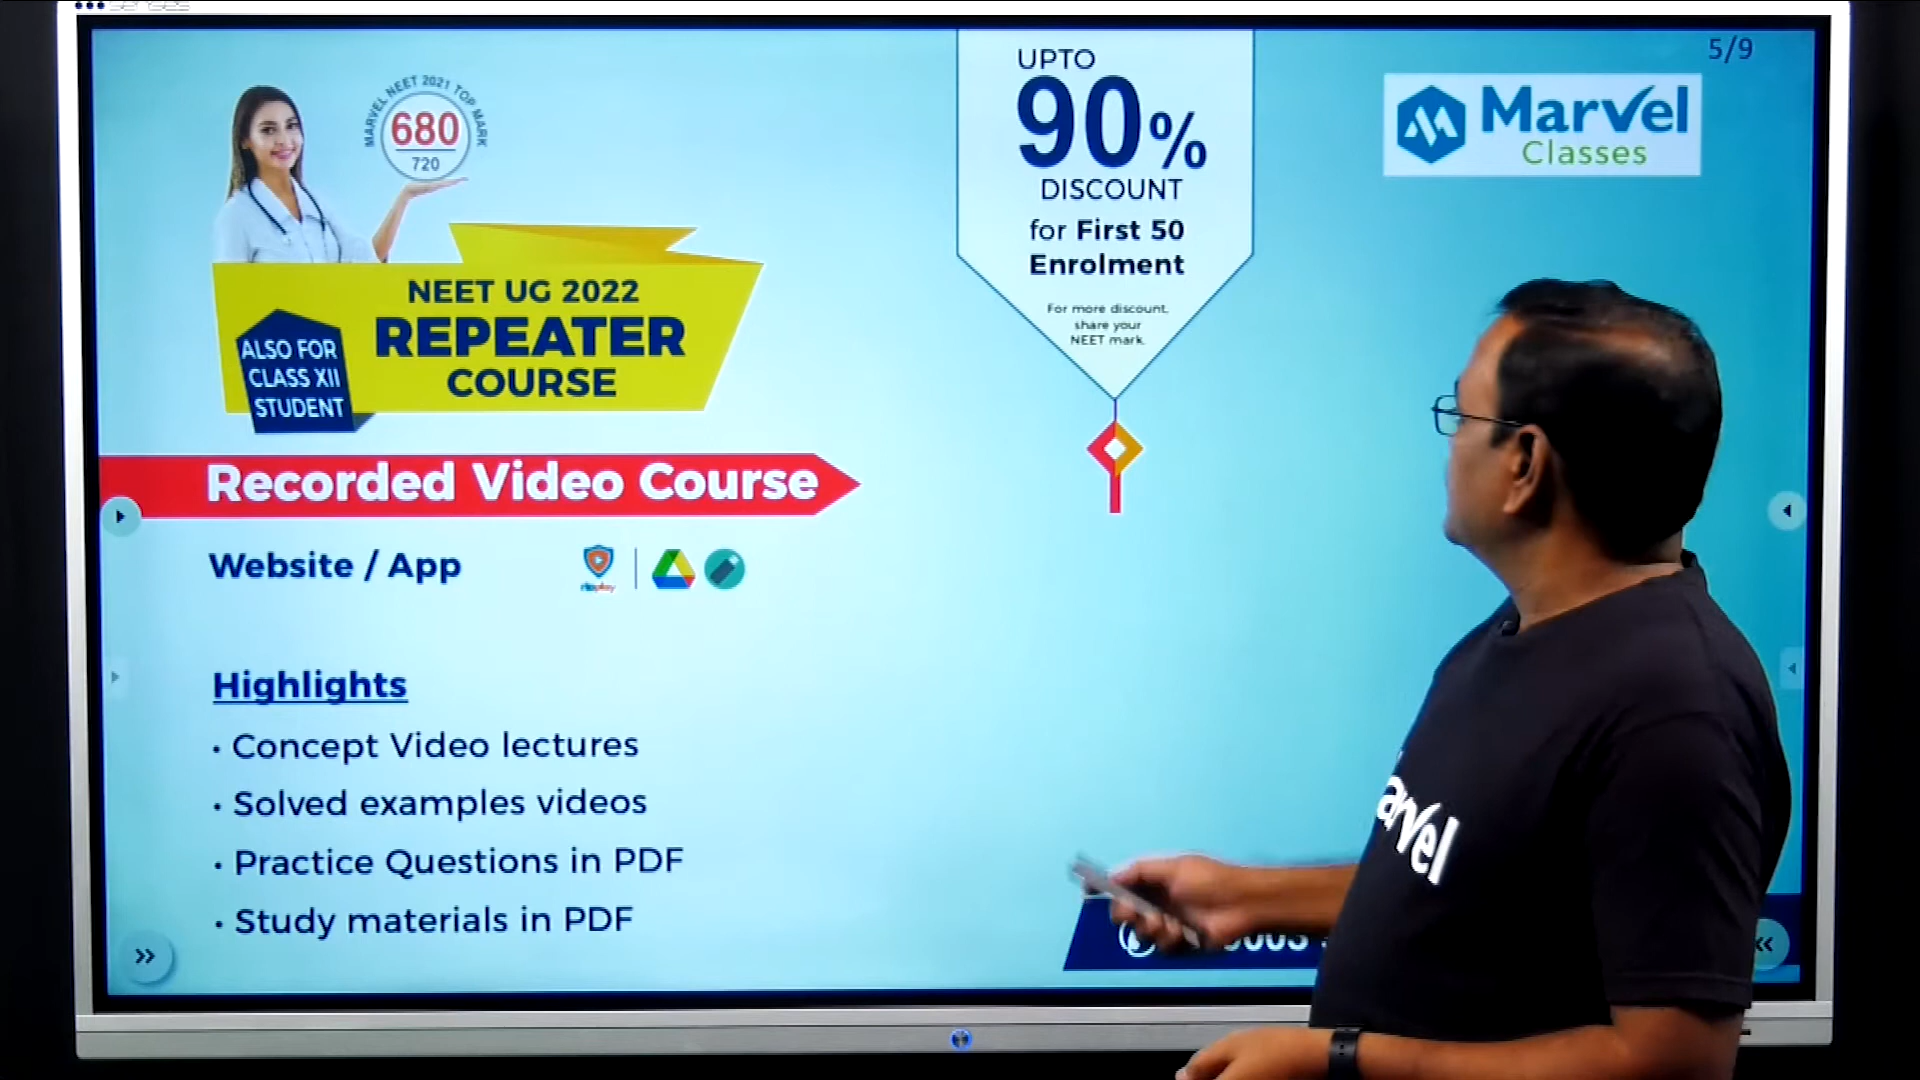 5/9
MARVEL NEET 2021 TOP MARK
680
720
UPTO
90%
DISCOUNT
for First 50
Enrolment
For more discount,
share your
NEET mark.
Marvel
Classes
NEET UG 2022
REPEATER
COURSE
ALSO FOR
CLASS XII
STUDENT
Recorded Video Course
Website / App
Highlights
· Concept Video lectures
· Solved examples videos
· Practice Questions in PDF
· Study materials in PDF
arvel